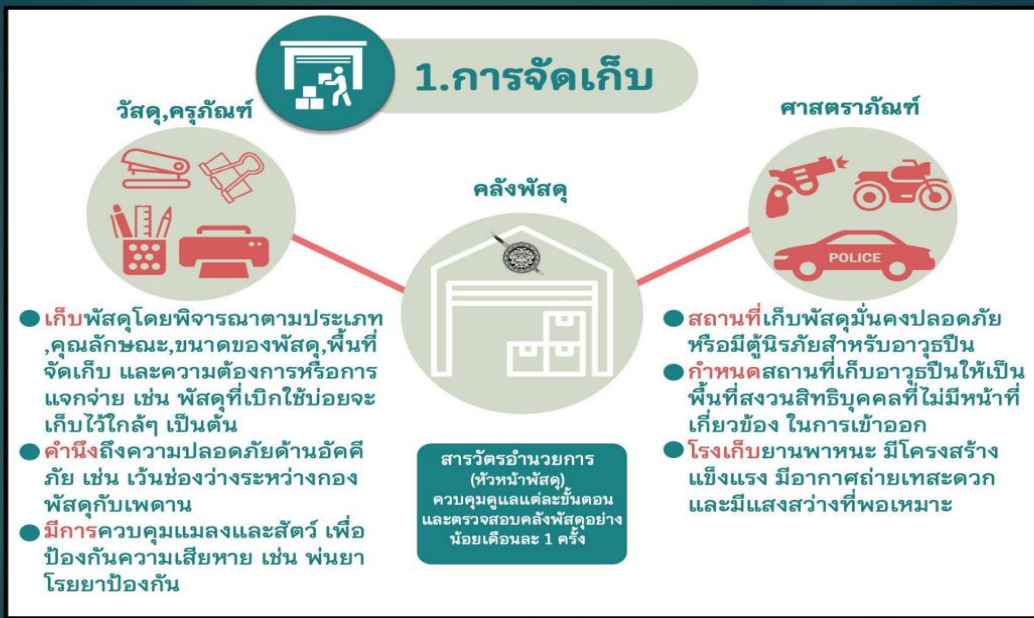 1.การจัดเก็บ
วัสดุ,ครุภัณฑ์
เก็บพัสดุโดยพิจารณาตามประเภท
,คุณลักษณะ,ขนาดของพัสดุ,พื้นที่
จัดเก็บ และความต้องการหรือการ
แจกจ่าย เช่น พัสดุที่เบิกใช้บ่อยจะ
เก็บไว้ใกล้ๆ เป็นต้น
คำนึงถึงความปลอดภัยด้านอัคคี
ภัย เช่น เว้นช่องว่างระหว่างกอง
พัสดุกับเพดาน
มีการควบคุมแมลงและสัตว์ เพื่อ
ป้องกันความเสียหาย เช่น พ่นยา
โรยยาป้องกัน
คลังพัสดุ
สารวัตรอำนวยการ
(หัวหน้าพัสดุ)
ควบคุมดูแลแต่ละขั้นตอน
และตรวจสอบคลังพัสดุอย่าง
น้อยเดือนละ 1 ครั้ง
ศาสตราภัณฑ์
POLICE
สถานที่เก็บพัสดุมั่นคงปลอดภัย
หรือมีตู้นิรภัยสำหรับอาวุธปืน
กำหนดสถานที่เก็บอาวุธปืนให้เป็น
พื้นที่สงวนสิทธิบุคคลที่ไม่มีหน้าที่
เกี่ยวข้อง ในการเข้าออก
โรงเก็บยานพาหนะ มีโครงสร้าง
แข็งแรง มีอากาศถ่ายเทสะดวก
และมีแสงสว่างที่พอเหมาะ